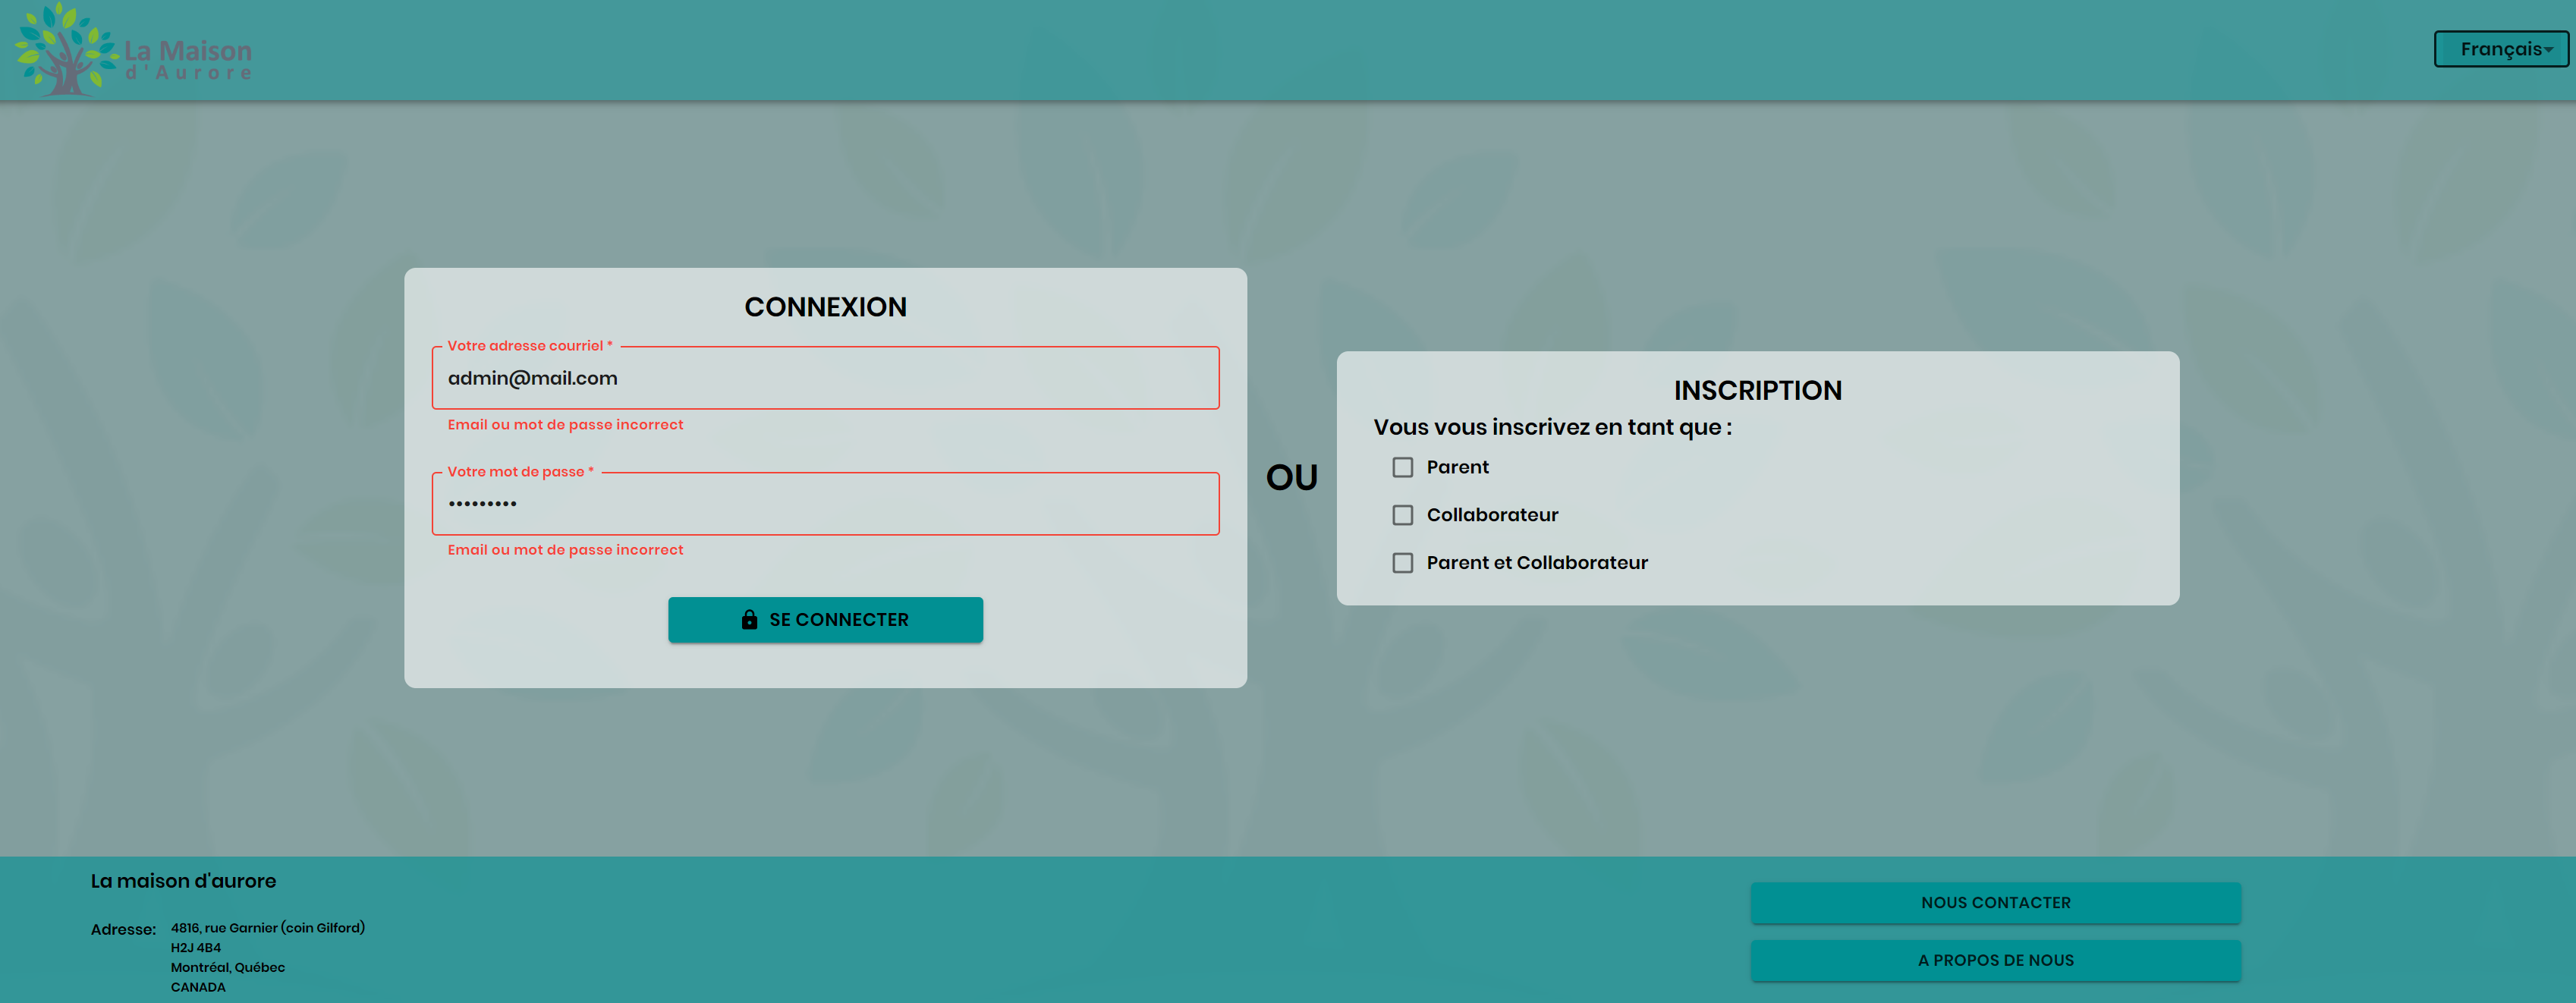 La Maison
d'Aurore
Français
CONNEXION
Votre adresse courriel *
admin@mail.com
Email ou mot de passe incorrect
Votre mot de passe *
•••••••••
Email ou mot de passe incorrect
SE CONNECTER
OU
INSCRIPTION
Vous vous inscrivez en tant que :
Parent
Collaborateur
Parent et Collaborateur
La maison d'aurore
Adresse: 4816, rue Garnier (coin Gilford)
H2J 4B4
Montréal, Québec
CANADA
NOUS CONTACTER
A PROPOS DE NOUS